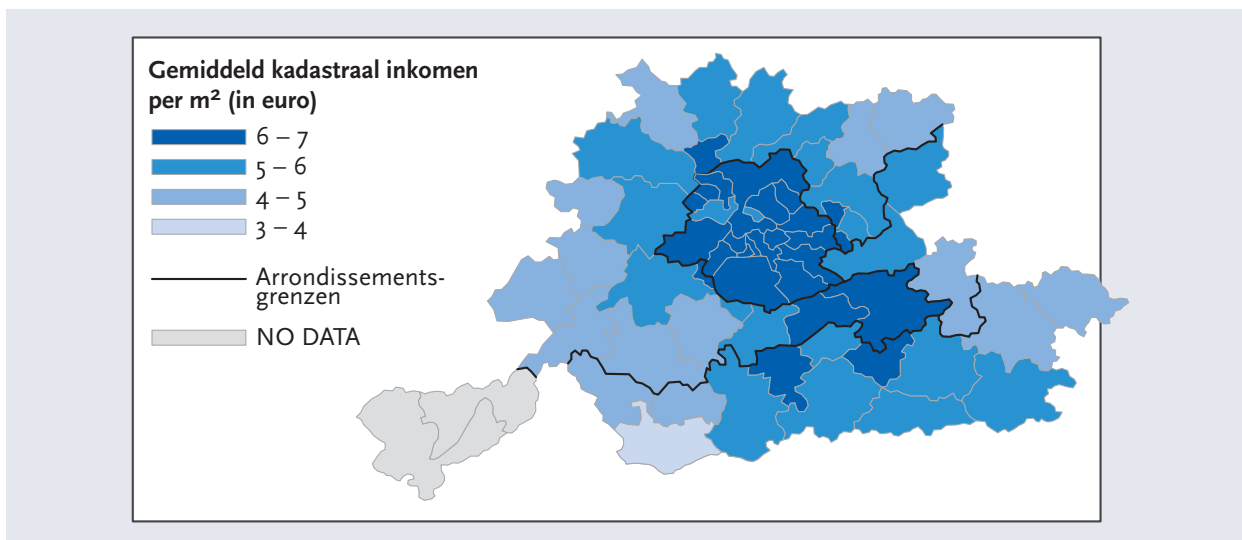 Gemiddeld kadastraal inkomen
per m² (in euro)
6 – 7
5 – 6
4 – 5
3 – 4
Arrondissements-
grenzen
NO DATA